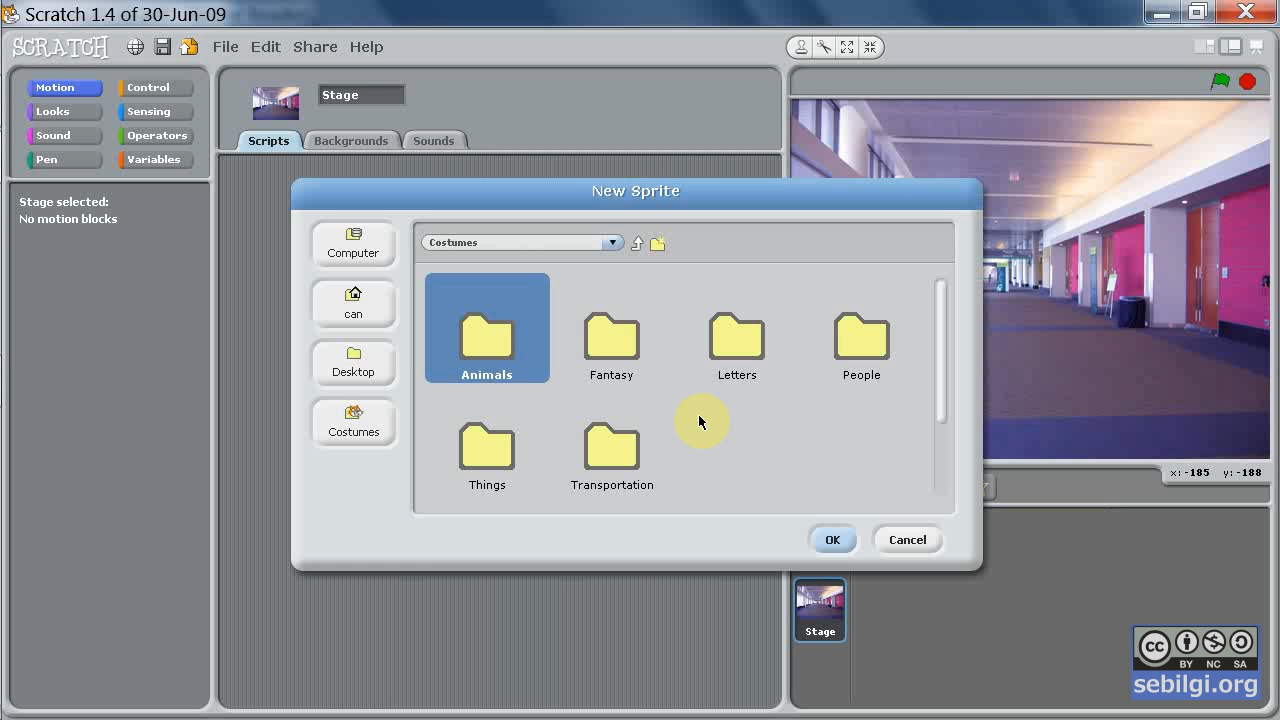 Scratch 1.4 of 30-Jun-09
SCRATCH File Edit Share Help
Motion Control
Looks Sensing
Sound Operators
Pen Variables
Stage selected:
No motion blocks
Stage
Scripts Backgrounds Sounds
New Sprite
Computer
can
Desktop
Costumes
Costumes
Animals Fantasy Letters People
Things Transportation
OK Cancel
x: -185 y: -188
Stage
cc BY NC SA
sebilgi.org